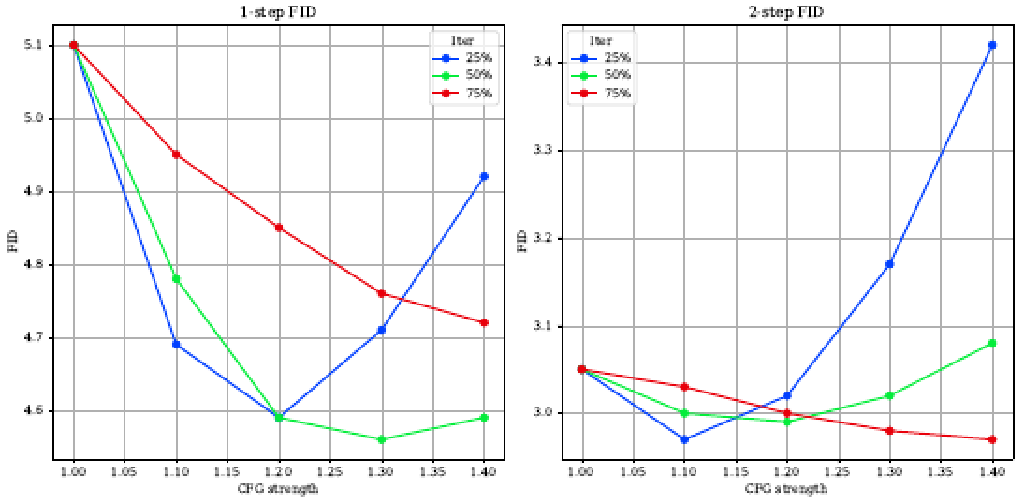 1-step FID
Iter
25%
50%
75%
5.1
5.0
4.9
4.8
4.7
4.6
FID
1.00 1.05 1.10 1.15 1.20 1.25 1.30 1.35 1.40
CFG strength
2-step FID
Iter
25%
50%
75%
3.4
3.3
3.2
3.1
3.0
FID
1.00 1.05 1.10 1.15 1.20 1.25 1.30 1.35 1.40
CFG strength